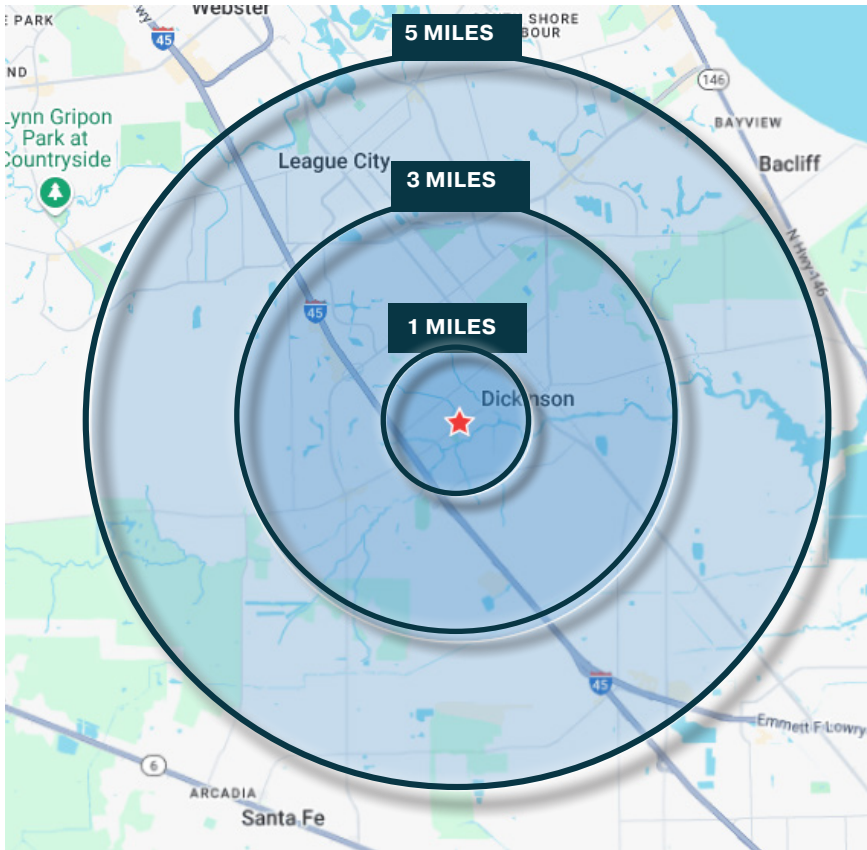 E PARK
Webster
45
5 MILES
SHORE
BOUR
ND
146
Lynn Gripon
Park at
Countryside
BAYVIEW
League City
Bacliff
3 MILES
N Hwy-146
45
1 MILES
Dickinson
45
Emmett F Lowry
6
ARCADIA
Santa Fe